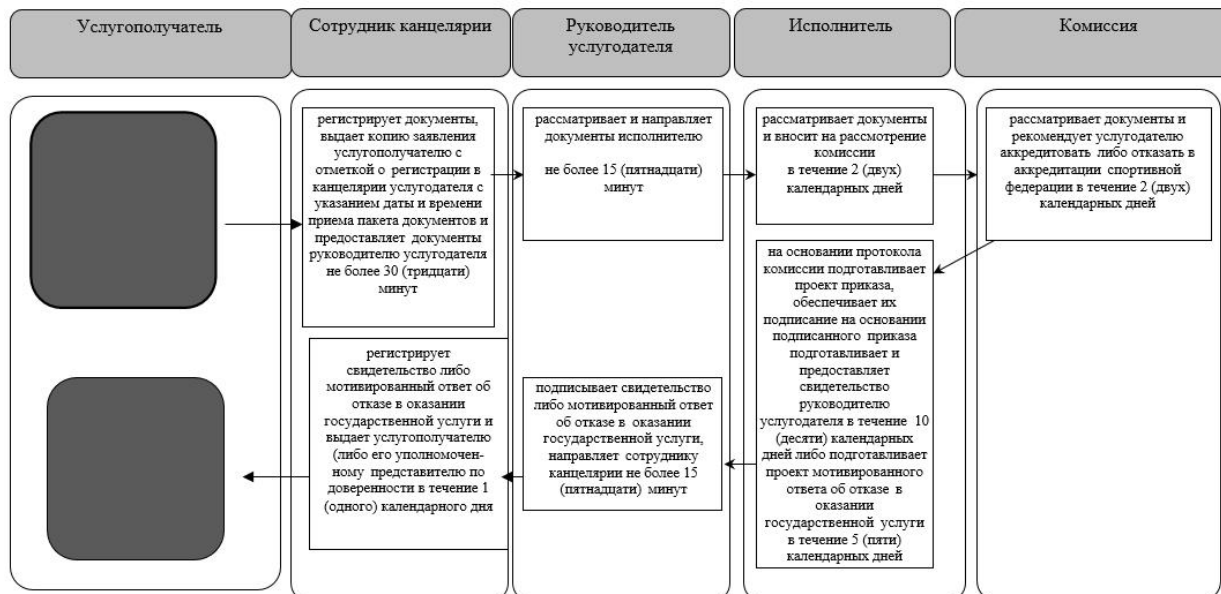 Услугополучатель
Сотрудник канцелярии
Руководитель
услугодателя
Исполнитель
Комиссия
регистрирует документы,
выдает копию заявления
услугополучателю с
отметкой о регистрации в
канцелярии услугодателя с
указанием даты и времени
приема пакета документов и
предоставляет документы
руководителю услугодателя
не более 30 (тридцати)
минут
рассматривает и направляет
документы исполнителю
не более 15 (пятнадцати)
минут
рассматривает документы
и вносит на рассмотрение
комиссии
в течение 2 (двух)
календарных дней
рассматривает документы и
рекомендует услугодателю
аккредитовать либо отказать в
аккредитации спортивной
федерации в течение 2 (двух)
календарных дней
на основании протокола
комиссии подготавливает
проект приказа,
обеспечивает их
подписание на основании
подписанного приказа
подготавливает и
предоставляет
свидетельство
руководителю
услугодателя в течение 10
(десяти) календарных
дней либо подготавливает
проект мотивированного
ответа об отказе в
оказании
государственной услуги
в течение 5 (пяти)
календарных дней
подписывает свидетельство
либо мотивированный ответ
об отказе в оказании
государственной услуги,
направляет сотруднику
канцелярии не более 15
(пятнадцати) минут
регистрирует
свидетельство либо
мотивированный ответ об
отказе в оказании
государственной услуги и
выдает услугополучателю
(либо его уполномочен-
ному представителю по
доверенности в течение 1
(одного) календарного дня